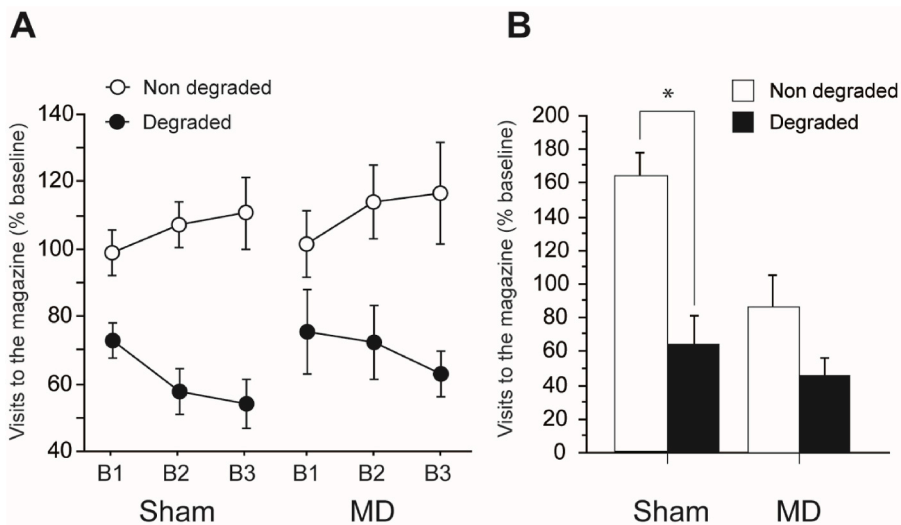 A
Non degraded
Degraded
Visits to the magazine (% baseline)
140
120
100
80
60
40
B1 B2 B3 B1 B2 B3
Sham MD
B
Non degraded
Degraded
*
Visits to the magazine (% baseline)
200
180
160
140
120
100
80
60
40
20
0
Sham MD